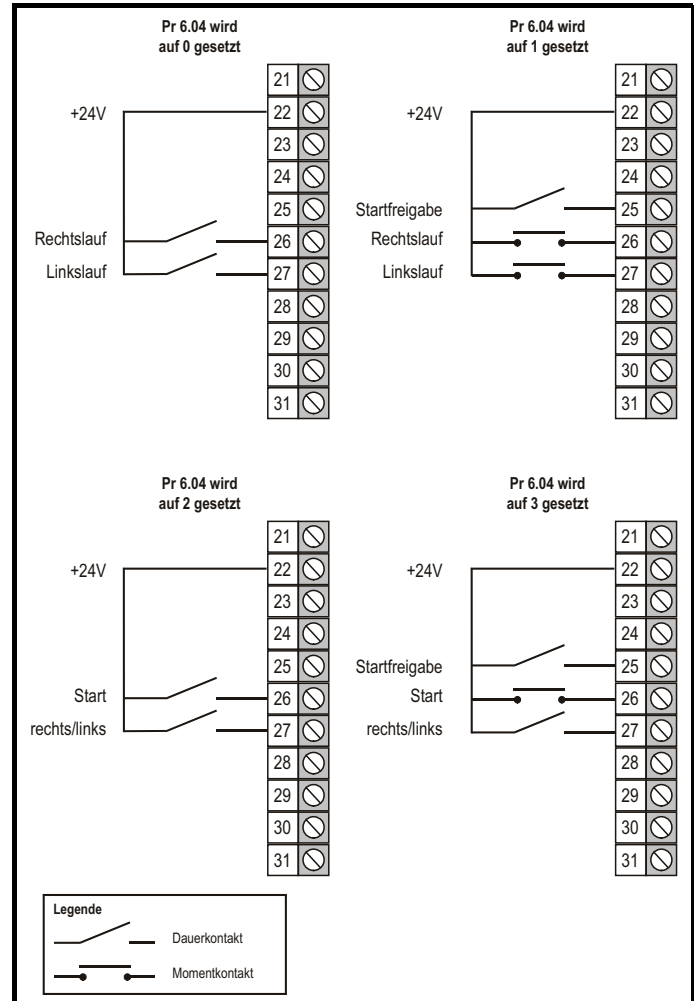 Pr 6.04 wird
auf 0 gesetzt
21
+24V 22
23
24
25
Rechtslauf 26
Linkslauf 27
28
29
30
31
Pr 6.04 wird
auf 1 gesetzt
21
+24V 22
23
24
Startfreigabe 25
Rechtslauf 26
Linkslauf 27
28
29
30
31
Pr 6.04 wird
auf 2 gesetzt
21
+24V 22
23
24
25
Start 26
rechts/links 27
28
29
30
31
Pr 6.04 wird
auf 3 gesetzt
21
+24V 22
23
24
Startfreigabe 25
Start 26
rechts/links 27
28
29
30
31
Legende
Dauerkontakt
Momentkontakt